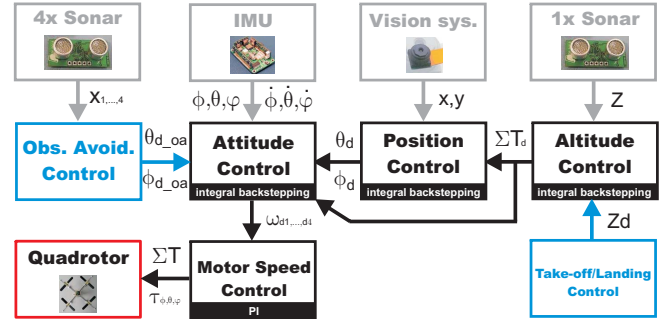 4x Sonar
IMU
Vision sys.
1x Sonar
x1,...,4
ϕ,θ,φ
ϕ̇,θ̇,φ̇
x,y
Z
Obs. Avoid.
Control
θd_oa
ϕd_oa
Attitude
Control
integral backstepping
θd
ϕd
Position
Control
integral backstepping
ΣTd
Altitude
Control
integral backstepping
ωd1,...,d4
Zd
Quadrotor
ΣT
τϕ,θ,φ
Motor Speed
Control
PI
Take-off/Landing
Control